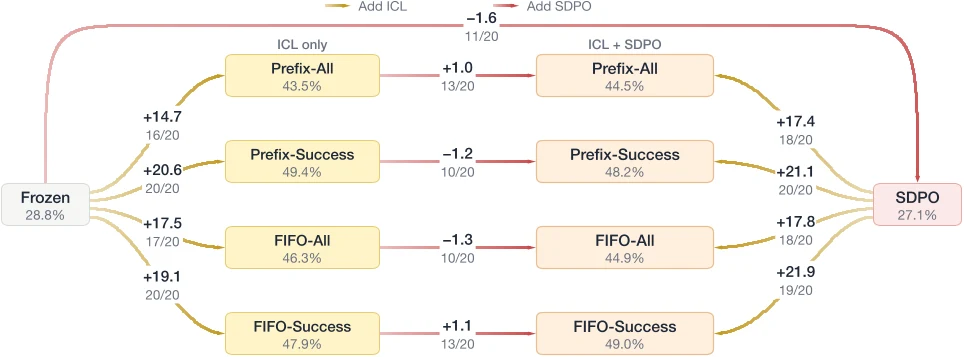 Add ICL
Add SDPO
−1.6
11/20
ICL only
ICL + SDPO
Prefix-All
43.5%
+1.0
13/20
Prefix-All
44.5%
+14.7
16/20
+17.4
18/20
Prefix-Success
49.4%
−1.2
10/20
Prefix-Success
48.2%
+20.6
20/20
+21.1
20/20
Frozen
28.8%
SDPO
27.1%
+17.5
17/20
+17.8
18/20
FIFO-All
46.3%
−1.3
10/20
FIFO-All
44.9%
+19.1
20/20
+21.9
19/20
FIFO-Success
47.9%
+1.1
13/20
FIFO-Success
49.0%